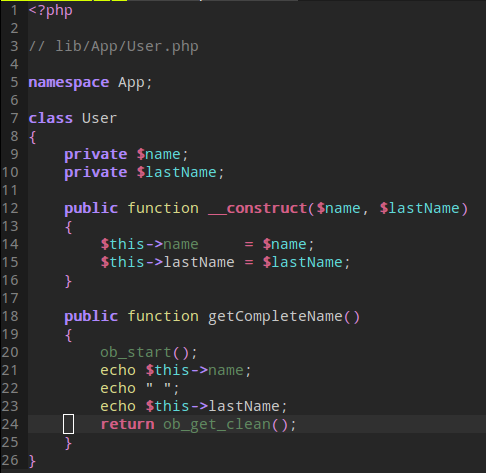 1 <?php
2
3 // lib/App/User.php
4
5 namespace App;
6
7 class User
8 {
9     private $name;
10     private $lastName;
11
12     public function __construct($name, $lastName)
13     {
14         $this->name     = $name;
15         $this->lastName = $lastName;
16     }
17
18     public function getCompleteName()
19     {
20         ob_start();
21         echo $this->name;
22         echo " ";
23         echo $this->lastName;
24         return ob_get_clean();
25     }
26 }